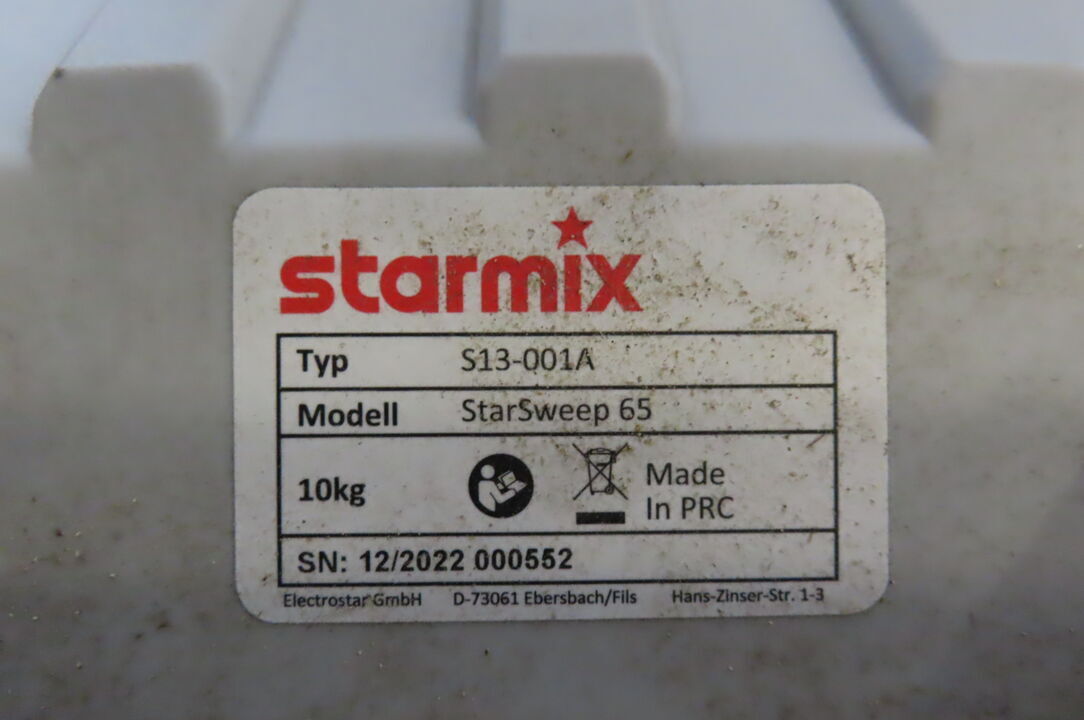 starmix
Typ S13-001A
Modell StarSweep 65
10kg Made
In PRC
SN: 12/2022 000552
Electrostar GmbH D-73061 Ebersbach/Fils Hans-Zinser-Str. 1-3